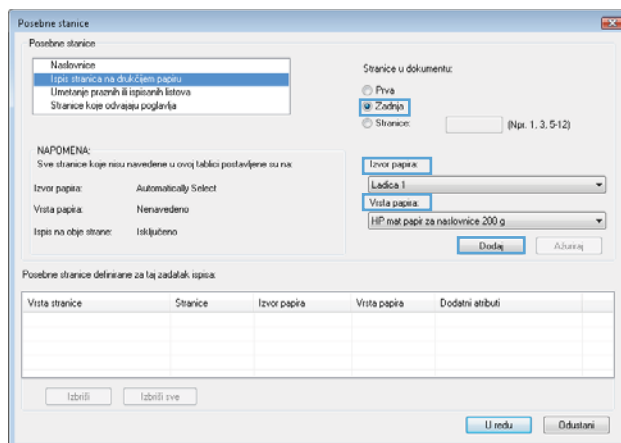 Posebne stanice
Posebne stanice
Naslovnice
Ispis stranica na drukčijem papiru
Umetanje praznih ili ispisanih listova
Stranice koje odvajaju poglavlja
Stranice u dokumentu:
Prva
Zadnja
Stranice:
(Npr. 1, 3, 5-12)
NAPOMENA:
Sve stranice koje nisu navedene u ovoj tablici postavljene su na:
Izvor papira: Automatically Select
Vrsta papira: Nenavedeno
Ispis na obje strane: Isključeno
Izvor papira:
Ladica 1
Vrsta papira:
HP mat papir za naslovnice 200 g
Dodaj Ažuriraj
Posebne stranice definirane za taj zadatak ispisa:
Vrsta stranice Stranice Izvor papira Vrsta papira Dodatni atributi
Izbriši Izbriši sve
U redu Odustani